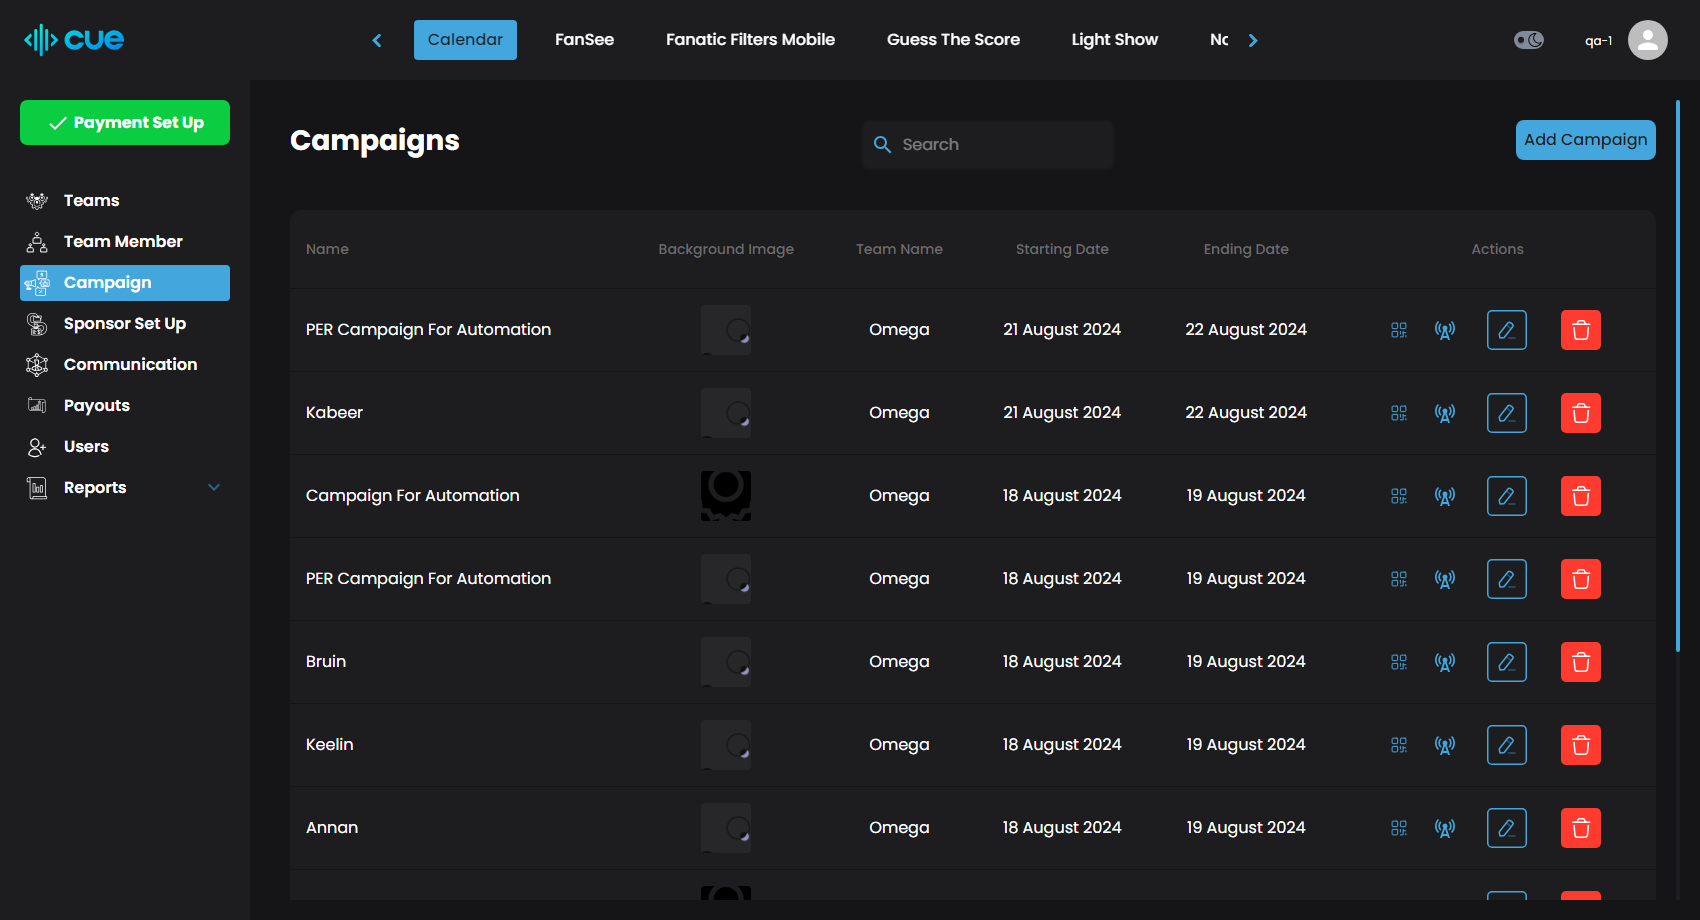 cue
Calendar FanSee Fanatic Filters Mobile Guess The Score Light Show
qa-1
Payment Set Up
Teams
Team Member
Campaign
Sponsor Set Up
Communication
Payouts
Users
Reports
Campaigns
Search
Add Campaign
Name Background Image Team Name Starting Date Ending Date Actions
PER Campaign For Automation Omega 21 August 2024 22 August 2024
Kabeer Omega 21 August 2024 22 August 2024
Campaign For Automation Omega 18 August 2024 19 August 2024
PER Campaign For Automation Omega 18 August 2024 19 August 2024
Bruin Omega 18 August 2024 19 August 2024
Keelin Omega 18 August 2024 19 August 2024
Annan Omega 18 August 2024 19 August 2024